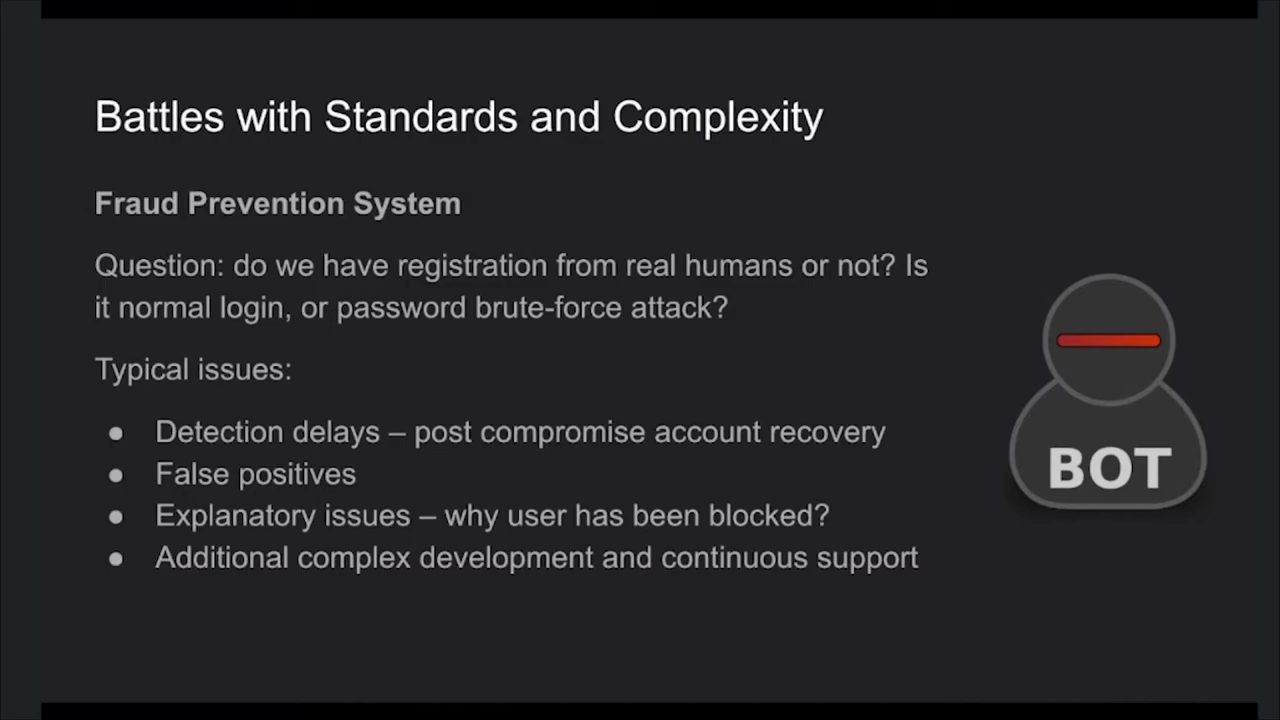 Battles with Standards and Complexity
Fraud Prevention System
Question: do we have registration from real humans or not? Is
it normal login, or password brute-force attack?
Typical issues:
● Detection delays – post compromise account recovery
● False positives
● Explanatory issues – why user has been blocked?
● Additional complex development and continuous support
BOT